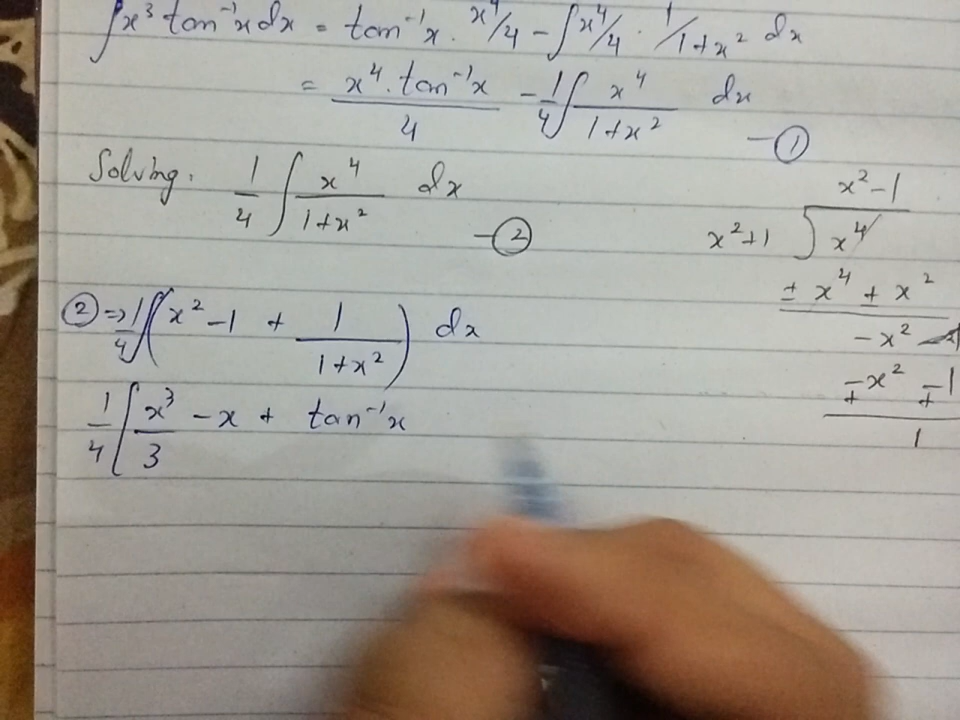 ∫x³ tan⁻¹x dx = tan⁻¹x · x⁴/4 − ∫x⁴/4 · 1/1+x² dx
= x⁴ · tan⁻¹x / 4 − 1/4 ∫ x⁴ / 1+x² dx −①
Solving. 1/4 ∫ x⁴ / 1+x² dx −②
x² − 1
x²+1 ) x⁴
± x⁴ ± x²
− x²
∓ x² ∓ 1
1
② ⇒ 1/4 ∫( x² − 1 + 1 / 1+x² ) dx
1/4 [ x³/3 − x + tan⁻¹x